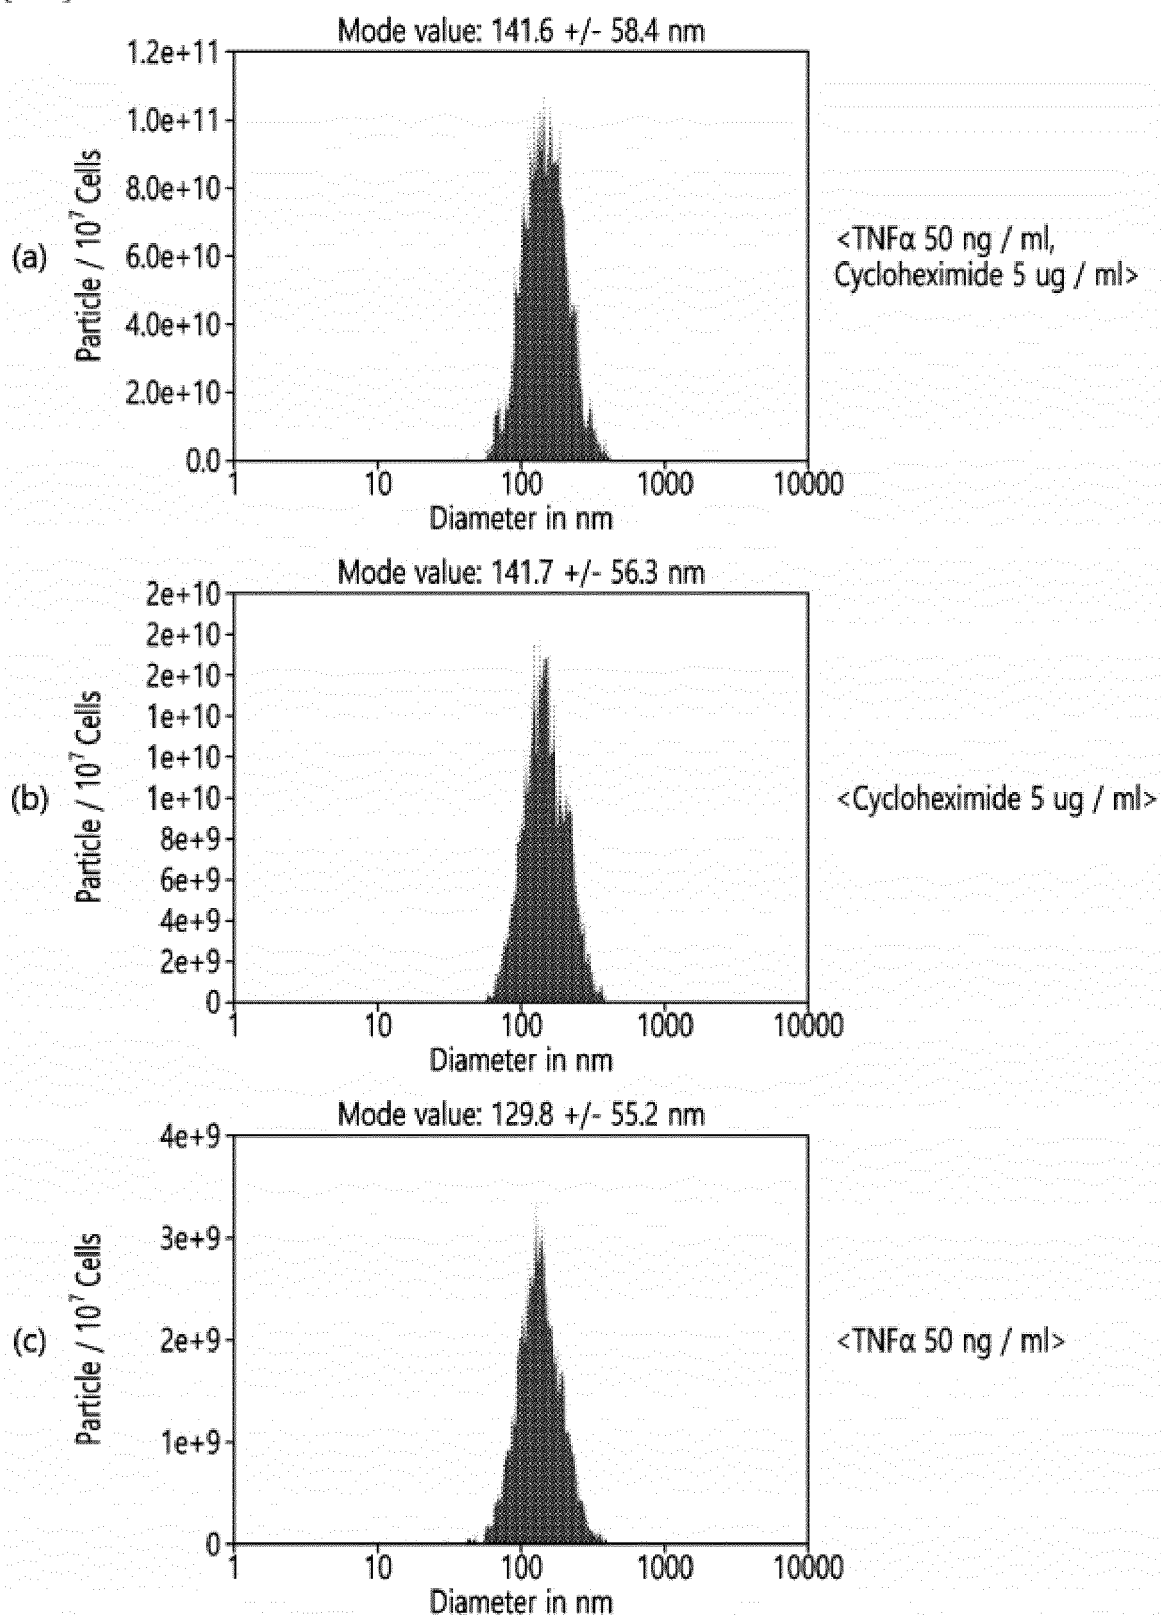 Mode value: 141.6 +/- 58.4 nm
1.2e+11
1.0e+11
8.0e+10
6.0e+10
4.0e+10
2.0e+10
0.0
Particle / 10⁷ Cells
(a)
<TNFα 50 ng / ml,
Cycloheximide 5 ug / ml>
1 10 100 1000 10000
Diameter in nm
Mode value: 141.7 +/- 56.3 nm
2e+10
2e+10
2e+10
1e+10
1e+10
1e+10
8e+9
6e+9
4e+9
2e+9
0
Particle / 10⁷ Cells
(b)
<Cycloheximide 5 ug / ml>
1 10 100 1000 10000
Diameter in nm
Mode value: 129.8 +/- 55.2 nm
4e+9
3e+9
2e+9
1e+9
0
Particle / 10⁷ Cells
(c)
<TNFα 50 ng / ml>
1 10 100 1000 10000
Diameter in nm